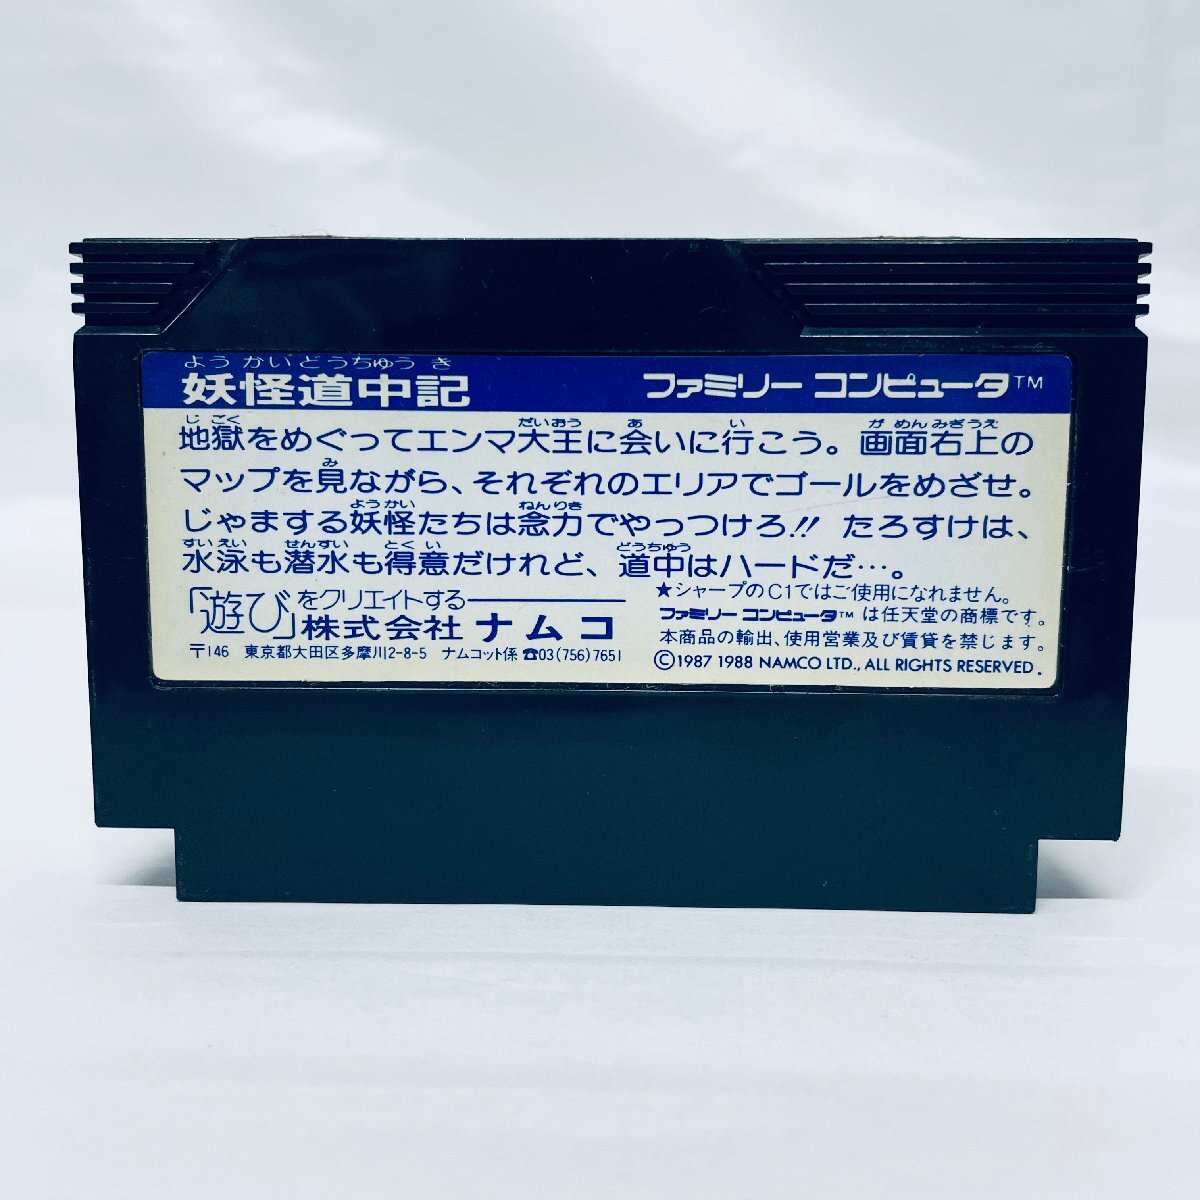 よう かい どう ちゅう き
妖怪道中記 ファミリー コンピュータ™
じ ごく だいおう あ い が めん みぎ うえ
地獄をめぐってエンマ大王に会いに行こう。画面右上の
み
マップを見ながら、それぞれのエリアでゴールをめざせ。
よう かい ねん りき
じゃまする妖怪たちは念力でやっつけろ!! たろすけは、
すい えい せん すい とく い どうちゅう
水泳も潜水も得意だけれど、道中はハードだ…。
「遊び」をクリエイトする
株式会社 ナムコ
〒146 東京都大田区多摩川2-8-5 ナムコット係 ☎03(756)7651
★シャープのC1ではご使用になれません。
ファミリー コンピュータ™ は任天堂の商標です。
本商品の輸出、使用営業及び賃貸を禁じます。
©1987 1988 NAMCO LTD., ALL RIGHTS RESERVED.